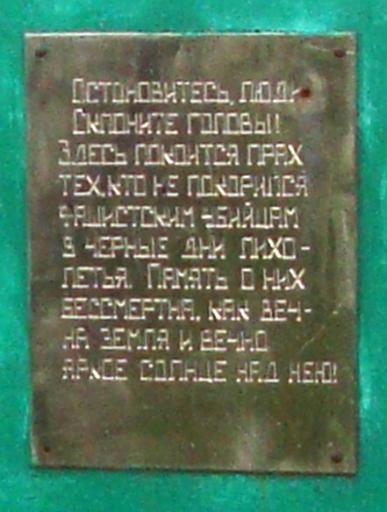 Остановитесь, люди
Склоните головы!
Здесь покоится прах
тех, кто не покорился
фашистским убийцам
в черные дни лихо-
летья. Память о них
бессмертна, как веч-
на земля и вечно
яркое солнце над нею!